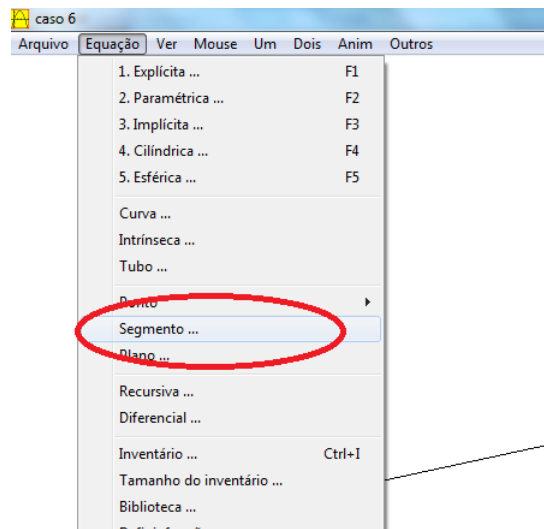 caso 6
Arquivo Equação Ver Mouse Um Dois Anim Outros
1. Explícita ... F1
2. Paramétrica ... F2
3. Implícita ... F3
4. Cilíndrica ... F4
5. Esférica ... F5
Curva ...
Intrínseca ...
Tubo ...
Ponto
Segmento ...
Plano ...
Recursiva ...
Diferencial ...
Inventário ... Ctrl+I
Tamanho do inventário ...
Biblioteca ...